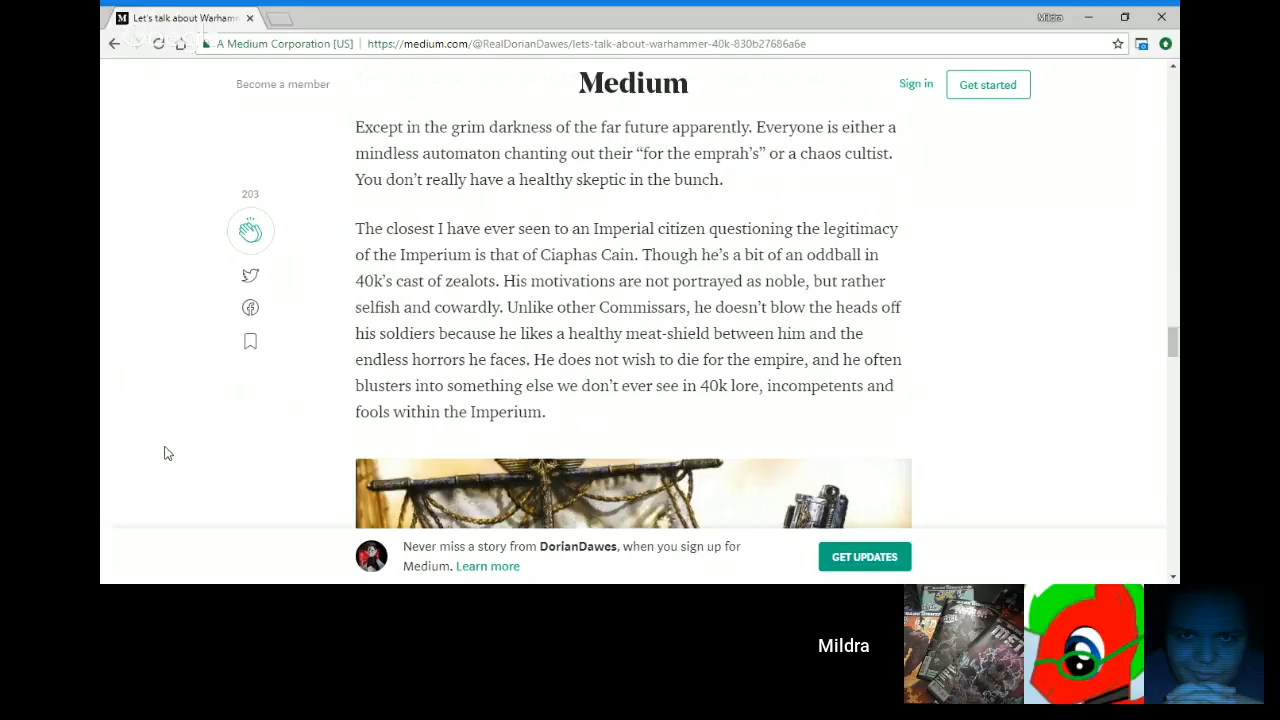 Let's talk about Warham
Mildra
A Medium Corporation [US]
https://medium.com/@RealDorianDawes/lets-talk-about-warhammer-40k-830b27686a6e
Become a member
Medium
Sign in
Get started
Except in the grim darkness of the far future apparently. Everyone is either a
mindless automaton chanting out their “for the emprah’s” or a chaos cultist.
You don’t really have a healthy skeptic in the bunch.
203
The closest I have ever seen to an Imperial citizen questioning the legitimacy
of the Imperium is that of Ciaphas Cain. Though he’s a bit of an oddball in
40k’s cast of zealots. His motivations are not portrayed as noble, but rather
selfish and cowardly. Unlike other Commissars, he doesn’t blow the heads off
his soldiers because he likes a healthy meat-shield between him and the
endless horrors he faces. He does not wish to die for the empire, and he often
blusters into something else we don’t ever see in 40k lore, incompetents and
fools within the Imperium.
Never miss a story from DorianDawes, when you sign up for
Medium. Learn more
GET UPDATES
Mildra